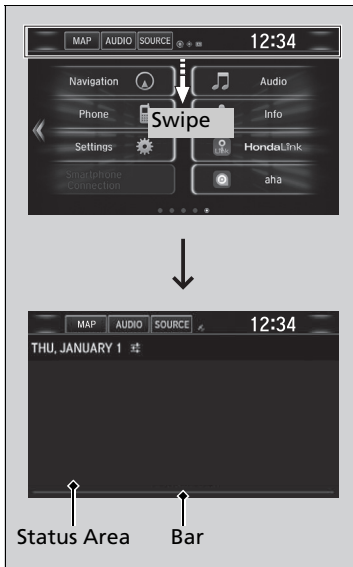 MAP AUDIO SOURCE 12:34
Navigation Audio
Phone Info
Swipe
Settings LINK HondaLink
Smartphone
Connection
aha
MAP AUDIO SOURCE 12:34
THU, JANUARY 1
Status Area Bar